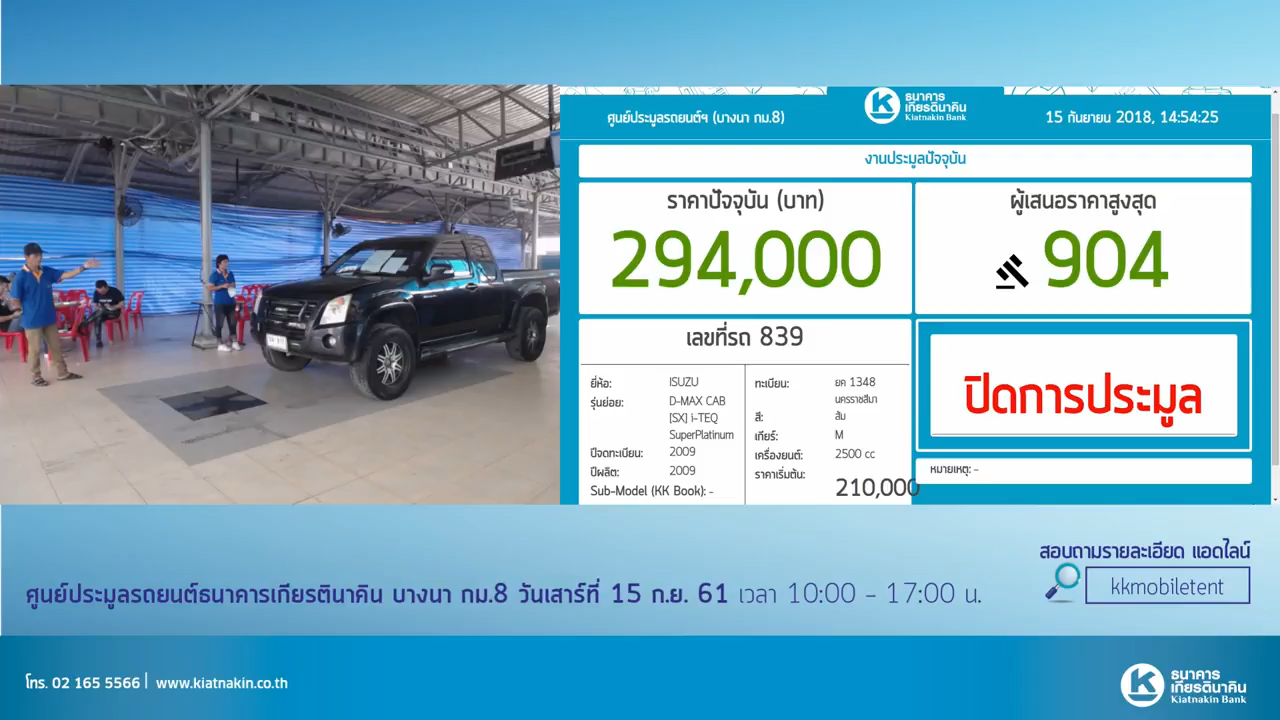 ศูนย์ประมูลรถยนต์ฯ (บางนา กม.8)
ธนาคาร
เกียรตินาคิน
Kiatnakin Bank
15 กันยายน 2018, 14:54:25
งานประมูลปัจจุบัน
ราคาปัจจุบัน (บาท)
294,000
ผู้เสนอราคาสูงสุด
904
เลขที่รถ 839
ยี่ห้อ: ISUZU
รุ่นย่อย: D-MAX CAB
[SX] i-TEQ
SuperPlatinum
ปีจดทะเบียน: 2009
ปีผลิต: 2009
Sub-Model (KK Book): -
ทะเบียน: ยค 1348
นครราชสีมา
สี: ส้ม
เกียร์: M
เครื่องยนต์: 2500 cc
ราคาเริ่มต้น:
210,000
ปิดการประมูล
หมายเหตุ: -
สอบถามรายละเอียด แอดไลน์
kkmobiletent
ศูนย์ประมูลรถยนต์ธนาคารเกียรตินาคิน บางนา กม.8 วันเสาร์ที่ 15 ก.ย. 61 เวลา 10:00 - 17:00 น.
โทร. 02 165 5566 | www.kiatnakin.co.th
ธนาคาร
เกียรตินาคิน
Kiatnakin Bank